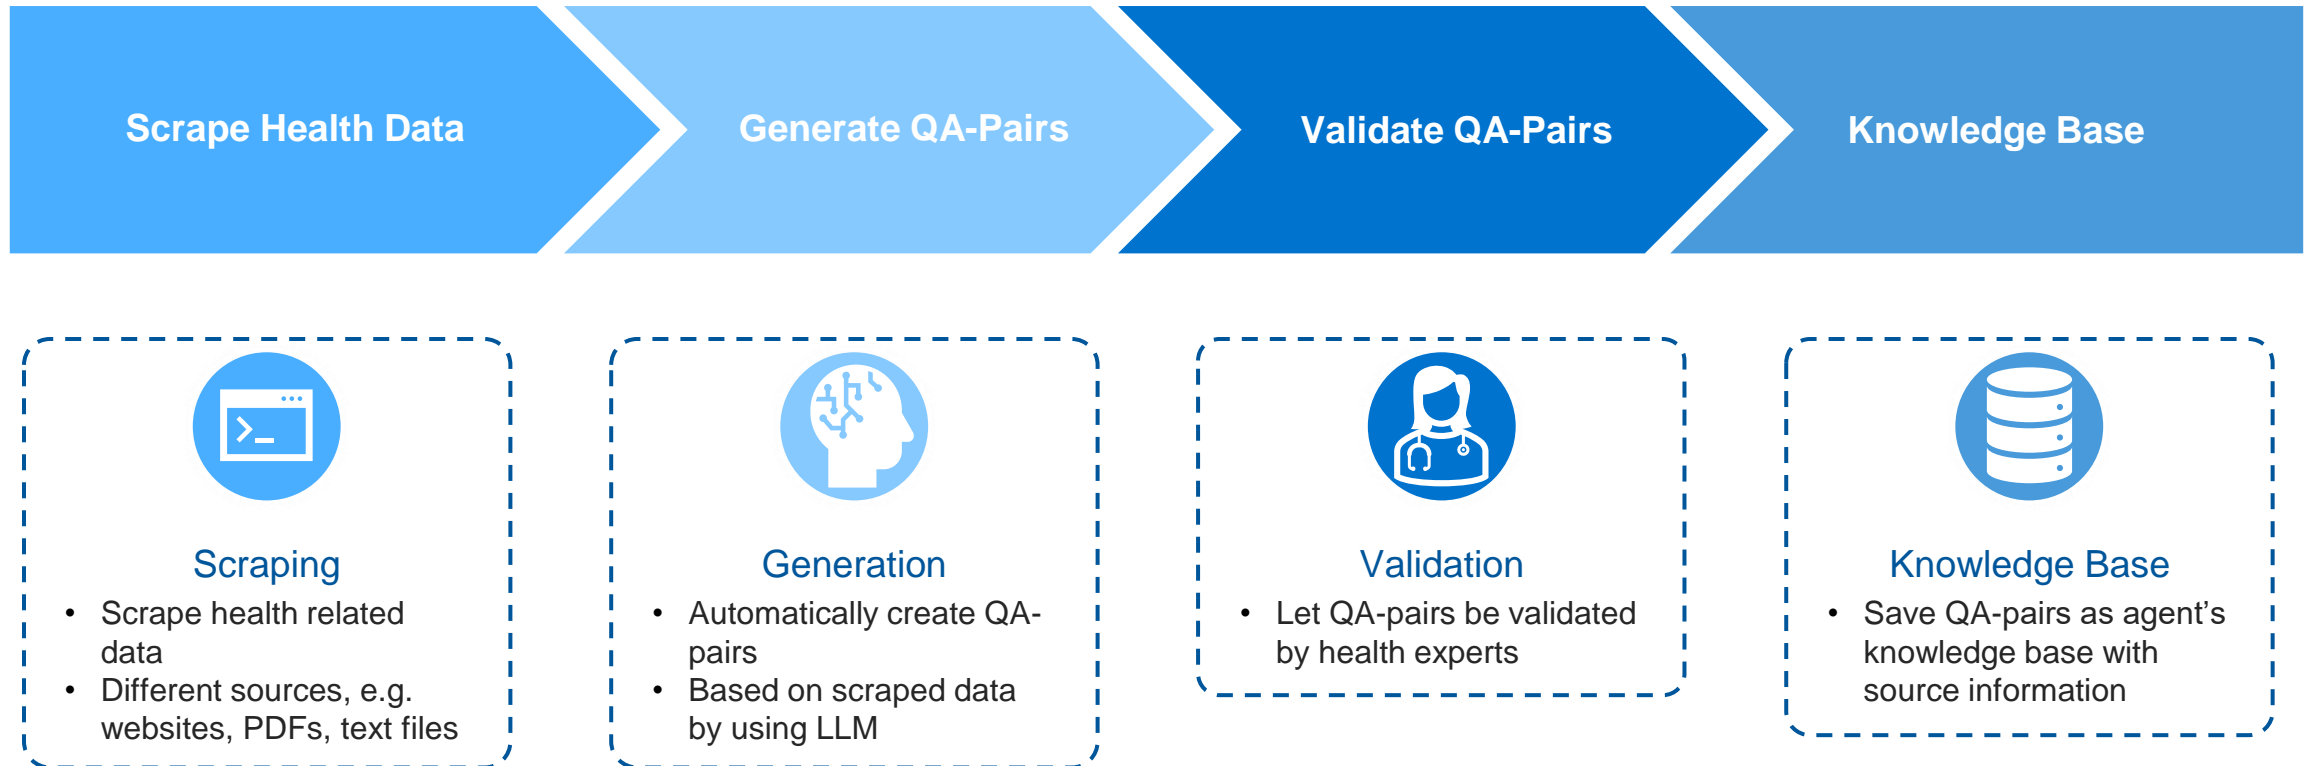 Scrape Health Data
Generate QA-Pairs
Validate QA-Pairs
Knowledge Base
Scraping
• Scrape health related
data
• Different sources, e.g.
websites, PDFs, text files
Generation
• Automatically create QA-
pairs
• Based on scraped data
by using LLM
Validation
• Let QA-pairs be validated
by health experts
Knowledge Base
• Save QA-pairs as agent’s
knowledge base with
source information